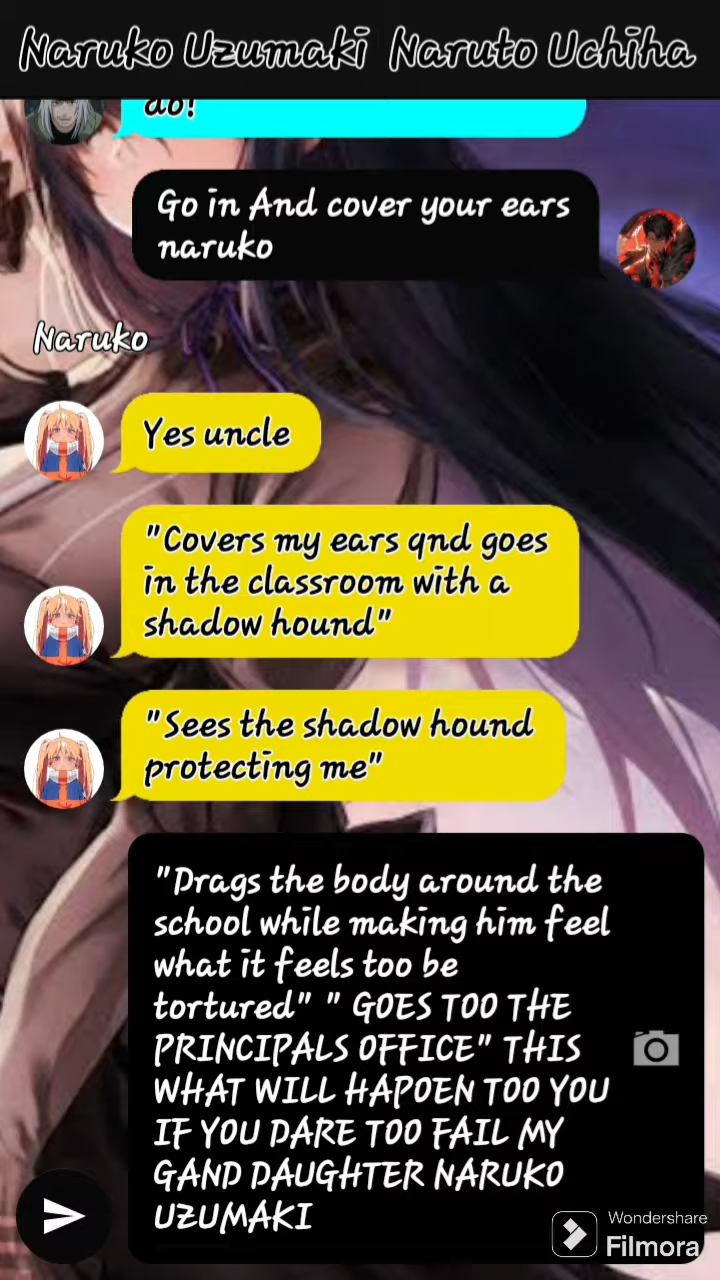 Naruko Uzumaki Naruto Uchiha
do!
Go in And cover your ears
naruko
Naruko
Yes uncle
"Covers my ears qnd goes
in the classroom with a
shadow hound"
"Sees the shadow hound
protecting me"
"Drags the body around the
school while making him feel
what it feels too be
tortured" " GOES TOO THE
PRINCIPALS OFFICE" THIS
WHAT WILL HAPOEN TOO YOU
IF YOU DARE TOO FAIL MY
GAND DAUGHTER NARUKO
UZUMAKI
Wondershare
Filmora